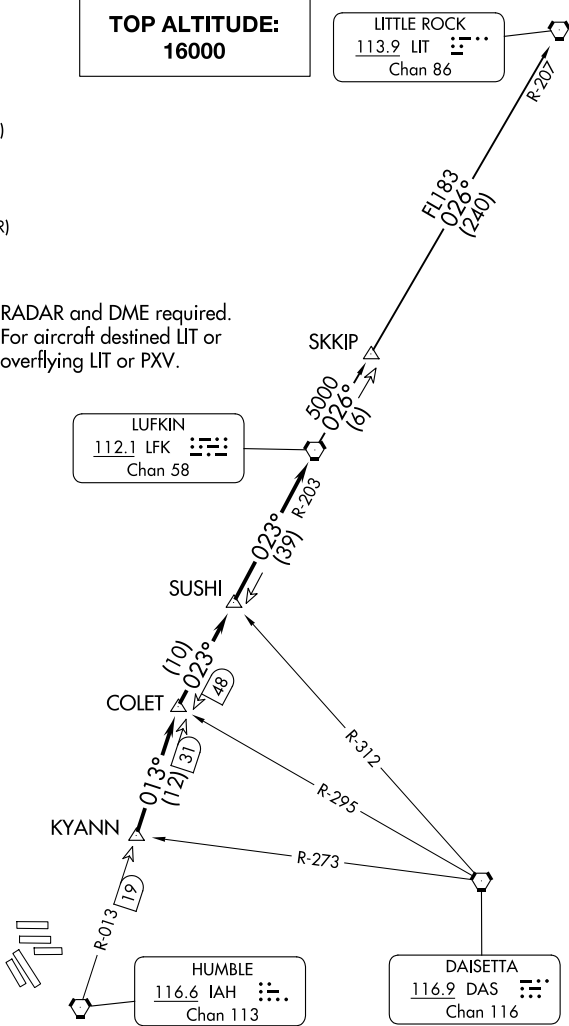 TOP ALTITUDE:
16000
LITTLE ROCK
113.9 LIT
Chan 86
R-207
)
FL183
026°
(240)
R)
RADAR and DME required.
For aircraft destined LIT or
overflying LIT or PXV.
SKKIP
5000
026°
(6)
LUFKIN
112.1 LFK
Chan 58
R-203
023°
(39)
SUSHI
(10)
023°
48
COLET
R-312
31
013°
(12)
R-295
KYANN
R-273
19
R-013
HUMBLE
116.6 IAH
Chan 113
DAISETTA
116.9 DAS
Chan 116